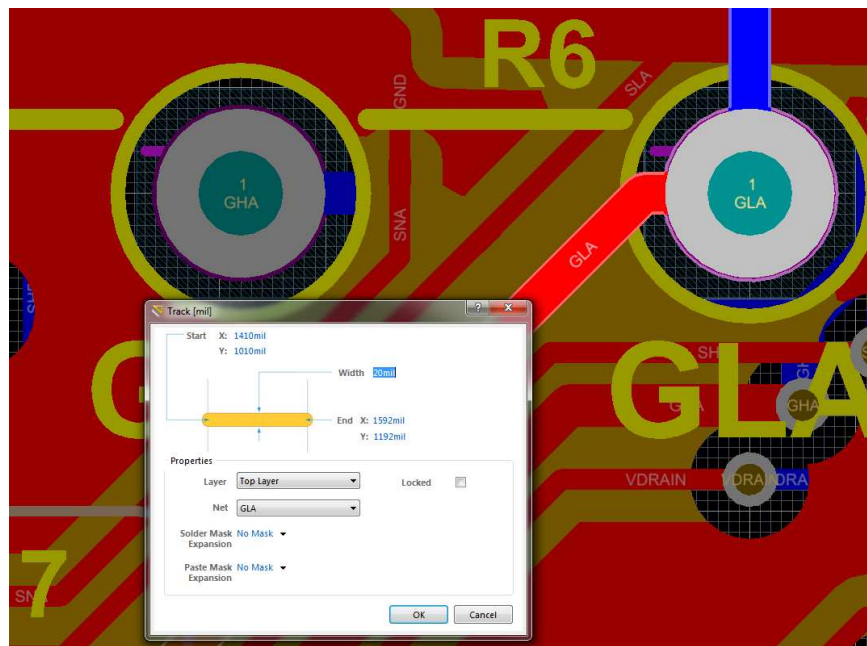 R6
GND
SLA
1
GHA
1
GLA
SNA
GLA
Track [mil]
?
Start X: 1410mil
Y: 1010mil
Width 20mil
End X: 1592mil
Y: 1192mil
Properties
Layer Top Layer
Locked
Net GLA
Solder Mask No Mask
Expansion
Paste Mask No Mask
Expansion
OK Cancel
G
SH
GLA
GHA
VDRAIN
7